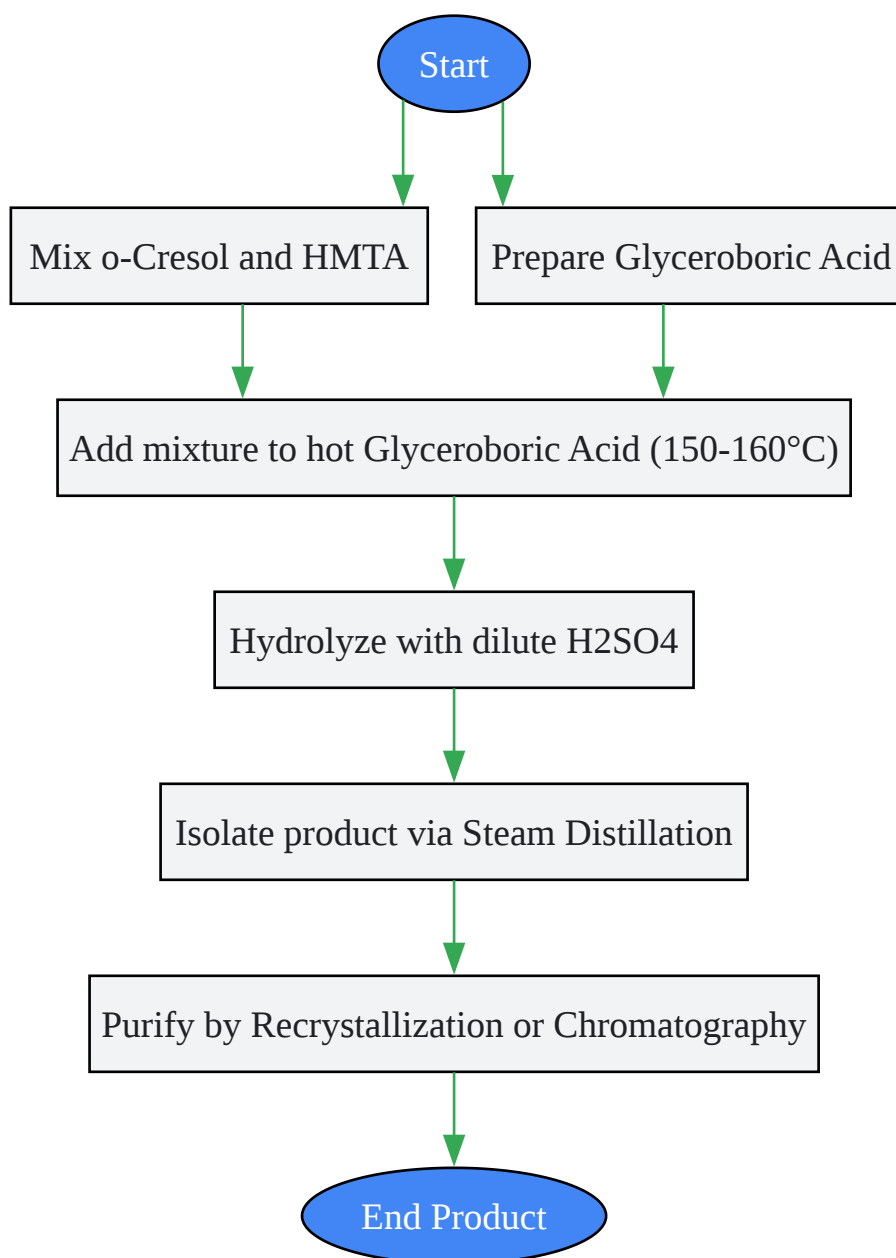 Start
Mix o-Cresol and HMTA
Prepare Glyceroboric Acid
Add mixture to hot Glyceroboric Acid (150-160°C)
Hydrolyze with dilute H2SO4
Isolate product via Steam Distillation
Purify by Recrystallization or Chromatography
End Product